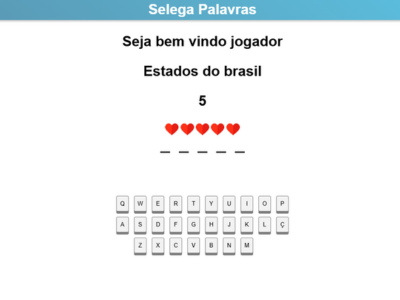 Selega Palavras
Seja bem vindo jogador
Estados do brasil
5
_ _ _ _ _
Q W E R T Y U I O P
A S D F G H J K L Ç
Z X C V B N M